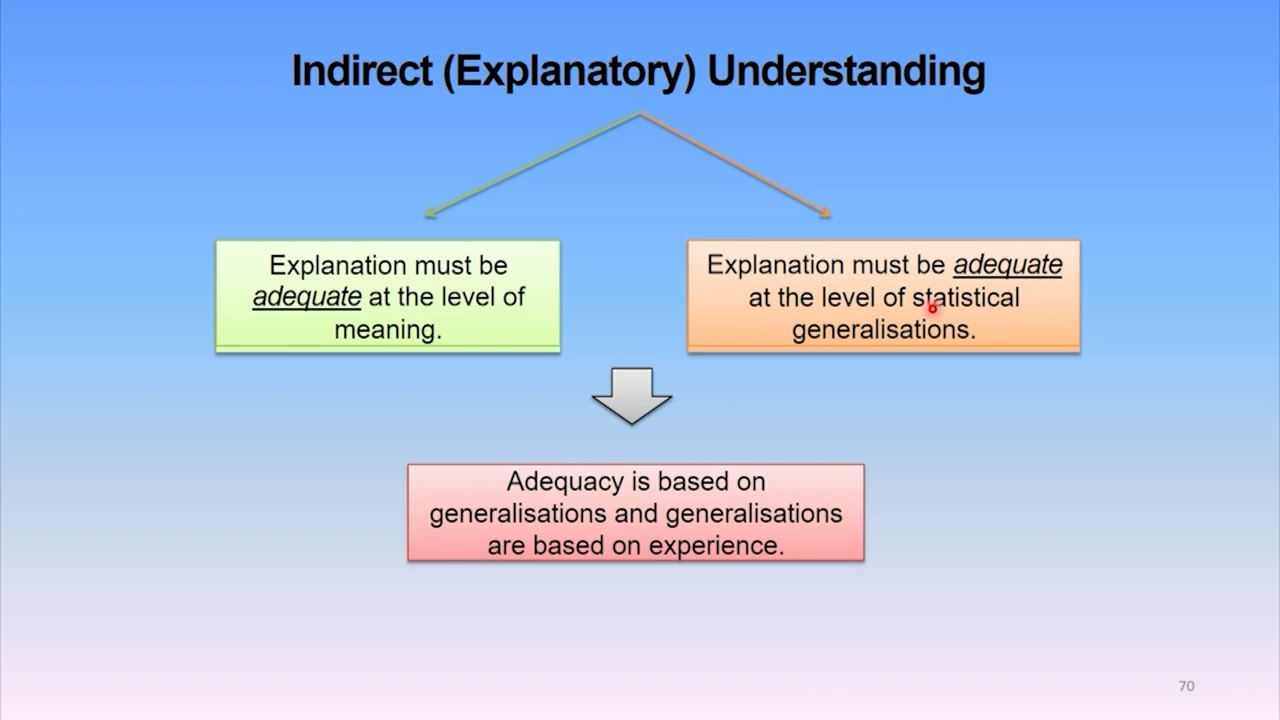 Indirect (Explanatory) Understanding
Explanation must be
adequate at the level of
meaning.
Explanation must be adequate
at the level of statistical
generalisations.
Adequacy is based on
generalisations and generalisations
are based on experience.
70